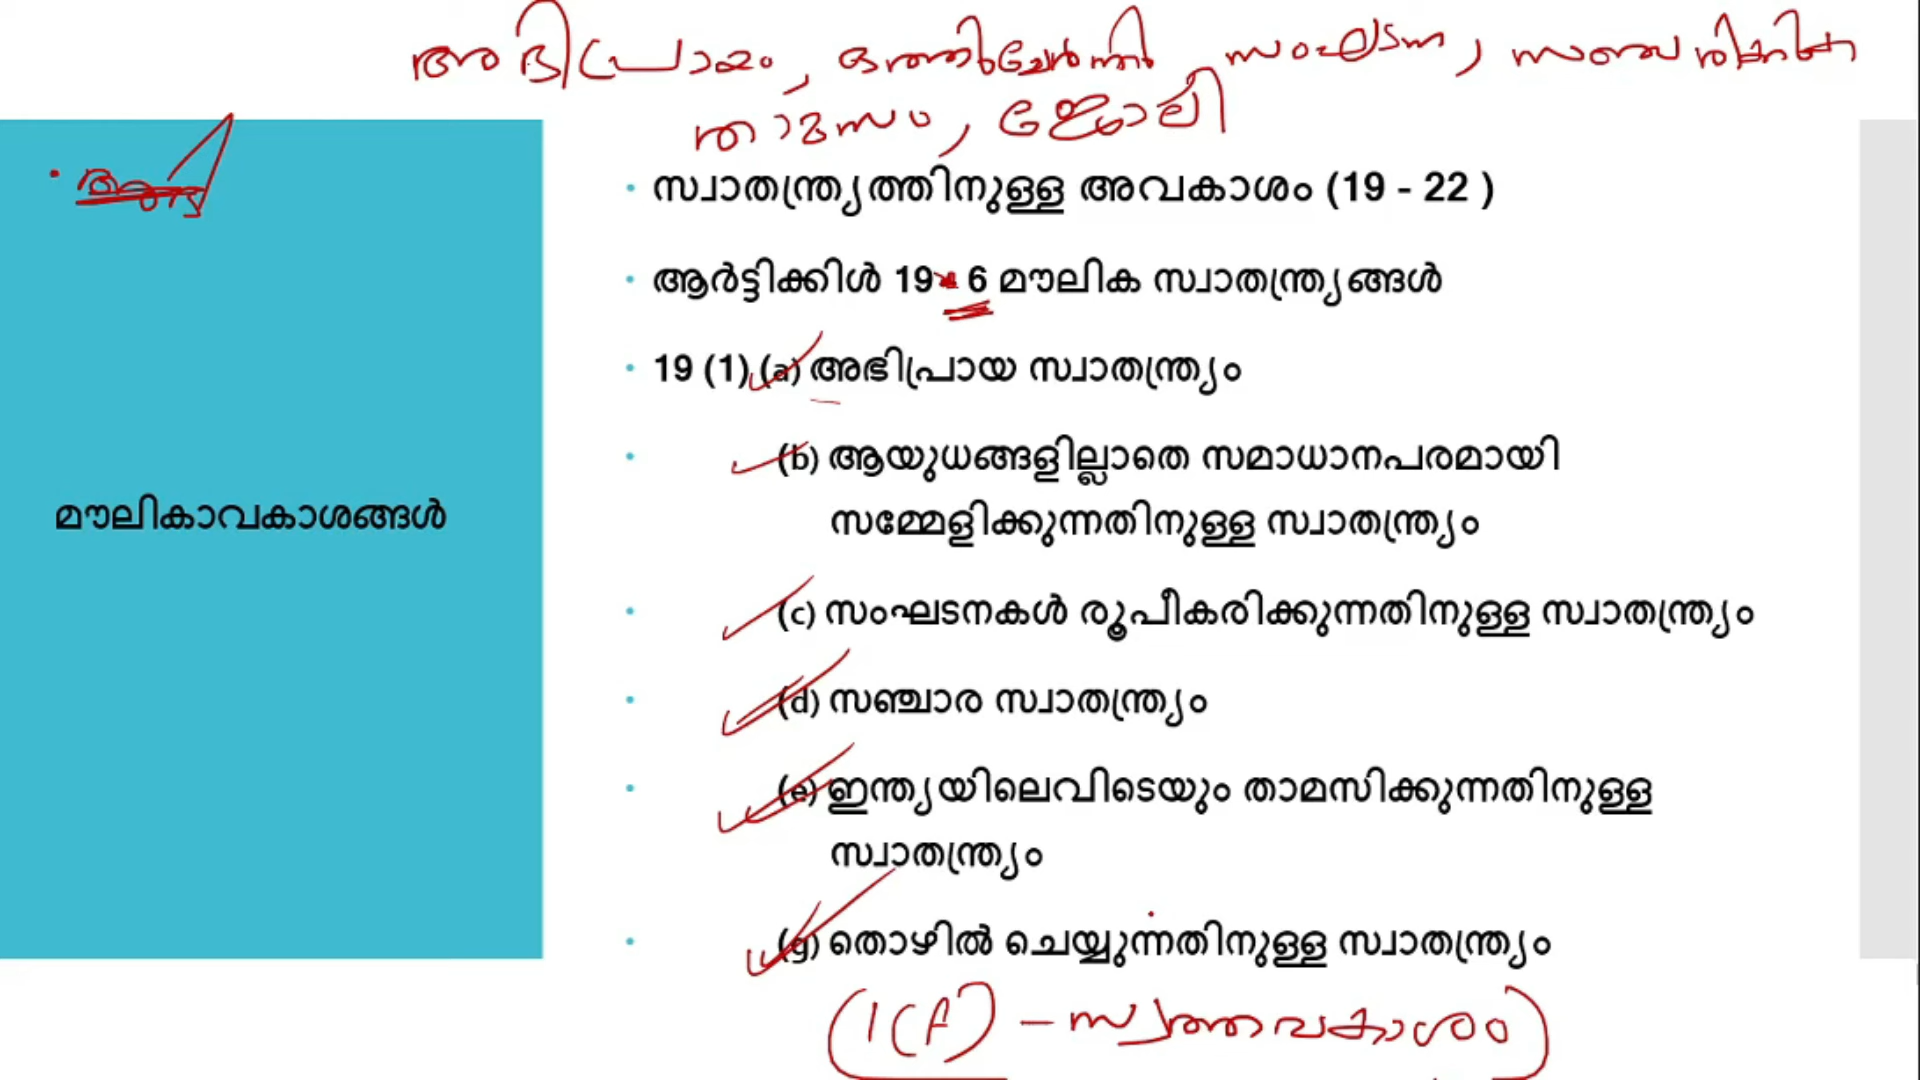 അഭിപ്രായം, ഒത്തുചേർന്ന് സംഘടന, സഞ്ചരിക്കുക
താമസം, ജോലി
സ്വാതന്ത്ര്യത്തിനുള്ള അവകാശം (19 - 22 )
ആർട്ടിക്കിൾ 19 - 6 മൗലിക സ്വാതന്ത്ര്യങ്ങൾ
19 (1) (a) അഭിപ്രായ സ്വാതന്ത്ര്യം
(b) ആയുധങ്ങളില്ലാതെ സമാധാനപരമായി
സമ്മേളിക്കുന്നതിനുള്ള സ്വാതന്ത്ര്യം
മൗലികാവകാശങ്ങൾ
(c) സംഘടനകൾ രൂപീകരിക്കുന്നതിനുള്ള സ്വാതന്ത്ര്യം
(d) സഞ്ചാര സ്വാതന്ത്ര്യം
(e) ഇന്ത്യയിലെവിടെയും താമസിക്കുന്നതിനുള്ള
സ്വാതന്ത്ര്യം
(g) തൊഴിൽ ചെയ്യുന്നതിനുള്ള സ്വാതന്ത്ര്യം
1(f) - സ്വത്തവകാശം